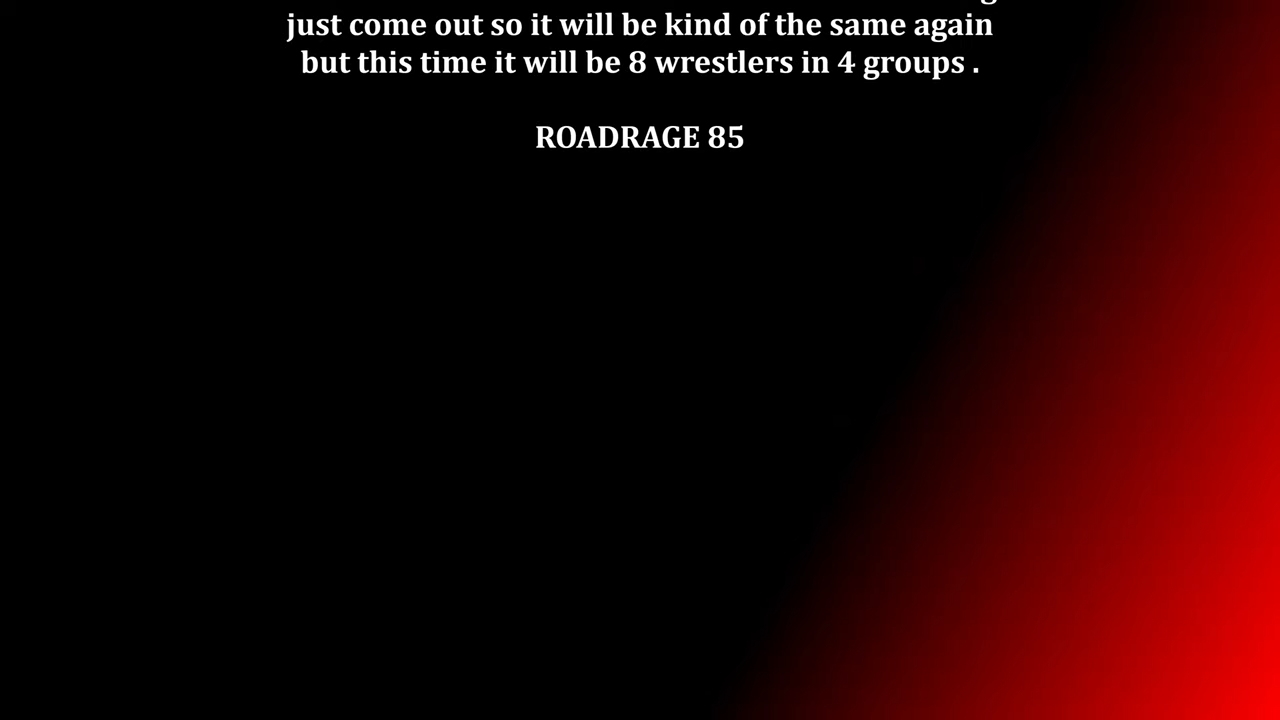 just come out so it will be kind of the same again
but this time it will be 8 wrestlers in 4 groups .
ROADRAGE 85